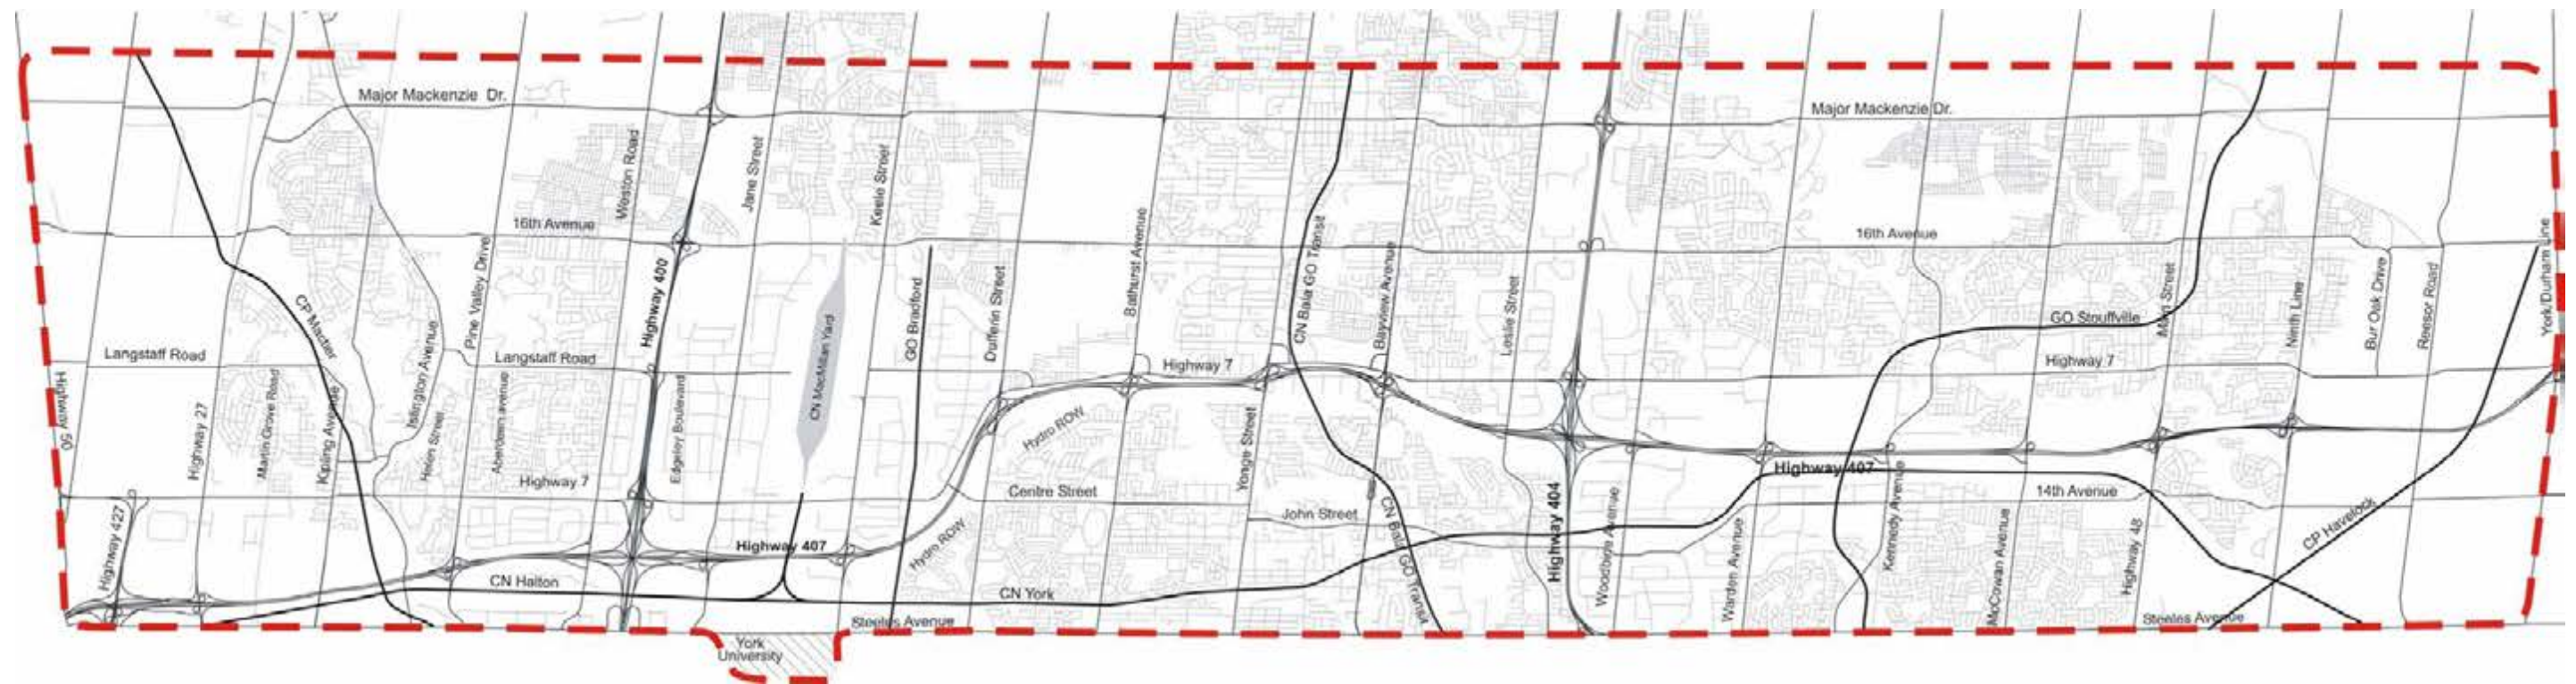 Major Mackenzie Dr.
Major Mackenzie Dr.
Weston Road
Jane Street
Keele Street
16th Avenue
16th Avenue
Pine Valley Drive
Highway 400
Bathurst Avenue
CN Bala GO Transit
Bayview Avenue
York/Durham Line
CP Mactier
GO Bradford
Dufferin Street
Leslie Street
Main Street
Ninth Line
Bur Oak Drive
Reesor Road
GO Stouffville
Langstaff Road
Langstaff Road
Islington Avenue
CN MacMillan Yard
Highway 7
Highway 7
Highway 50
Highway 27
Martin Grove Road
Kipling Avenue
Helen Street
Aberdeen avenue
Edgeley Boulevard
Hydro ROW
Yonge Street
Highway 407
Highway 7
Centre Street
14th Avenue
Highway 427
John Street
CN Bala GO Transit
Highway 404
Woodbine Avenue
Warden Avenue
Kennedy Avenue
McCowan Avenue
Highway 48
CP Havelock
Highway 407
Hydro ROW
CN Halton
CN York
Steeles Avenue
Steeles Avenue
York
University